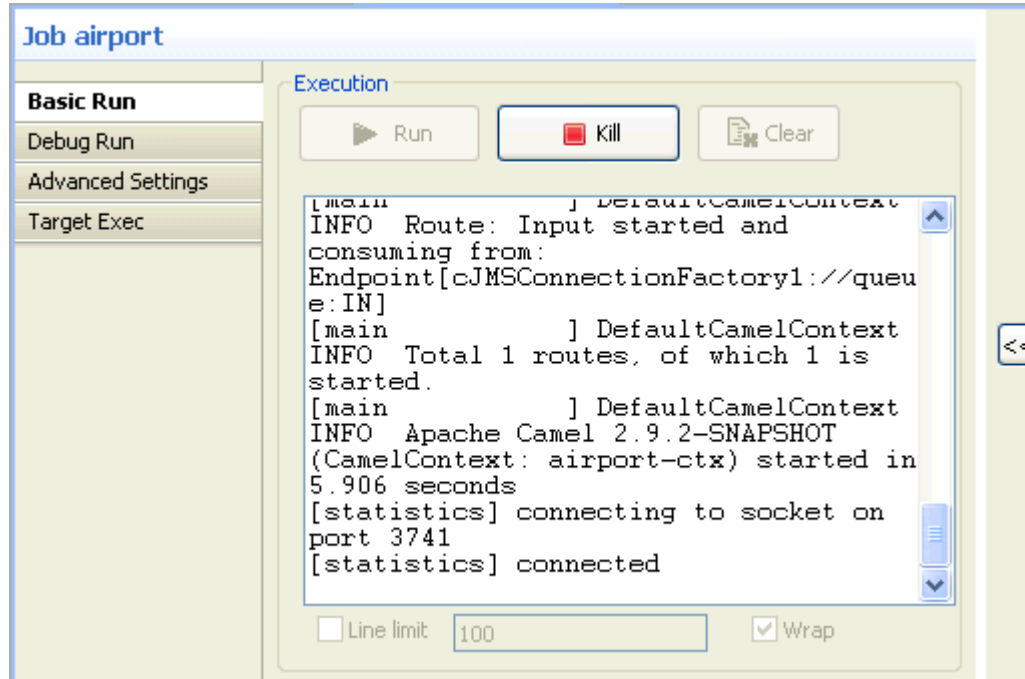 Job airport
Basic Run
Debug Run
Advanced Settings
Target Exec
Execution
Run
Kill
Clear
[main ] DefaultCamelContext
INFO Route: Input started and
consuming from:
Endpoint[cJMSConnectionFactory1://queu
e:IN]
[main ] DefaultCamelContext
INFO Total 1 routes, of which 1 is
started.
[main ] DefaultCamelContext
INFO Apache Camel 2.9.2-SNAPSHOT
(CamelContext: airport-ctx) started in
5.906 seconds
[statistics] connecting to socket on
port 3741
[statistics] connected
Line limit
100
Wrap
<<